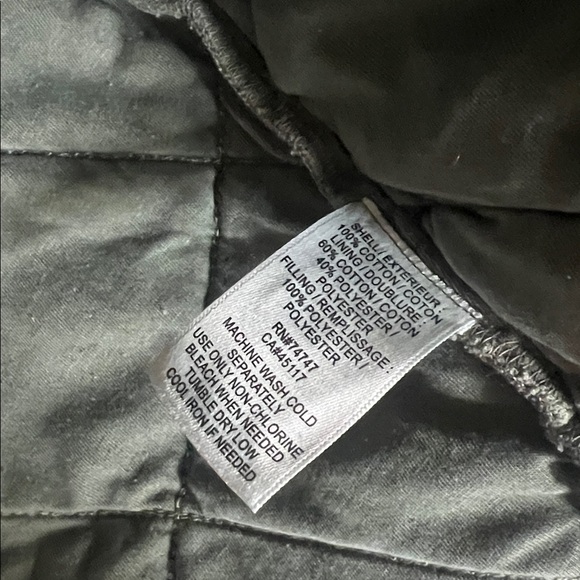 SHELL/EXTERIEUR:
100% COTTON/COTON
LINING/DOUBLURE:
60% COTTON/COTON
40% POLYESTER/
POLYESTER
FILLING/REMPLISSAGE:
100% POLYESTER/
POLYESTER
RN#74747
CA#45117
MACHINE WASH COLD
SEPARATELY
USE ONLY NON-CHLORINE
BLEACH WHEN NEEDED
TUMBLE DRY LOW
COOL IRON IF NEEDED